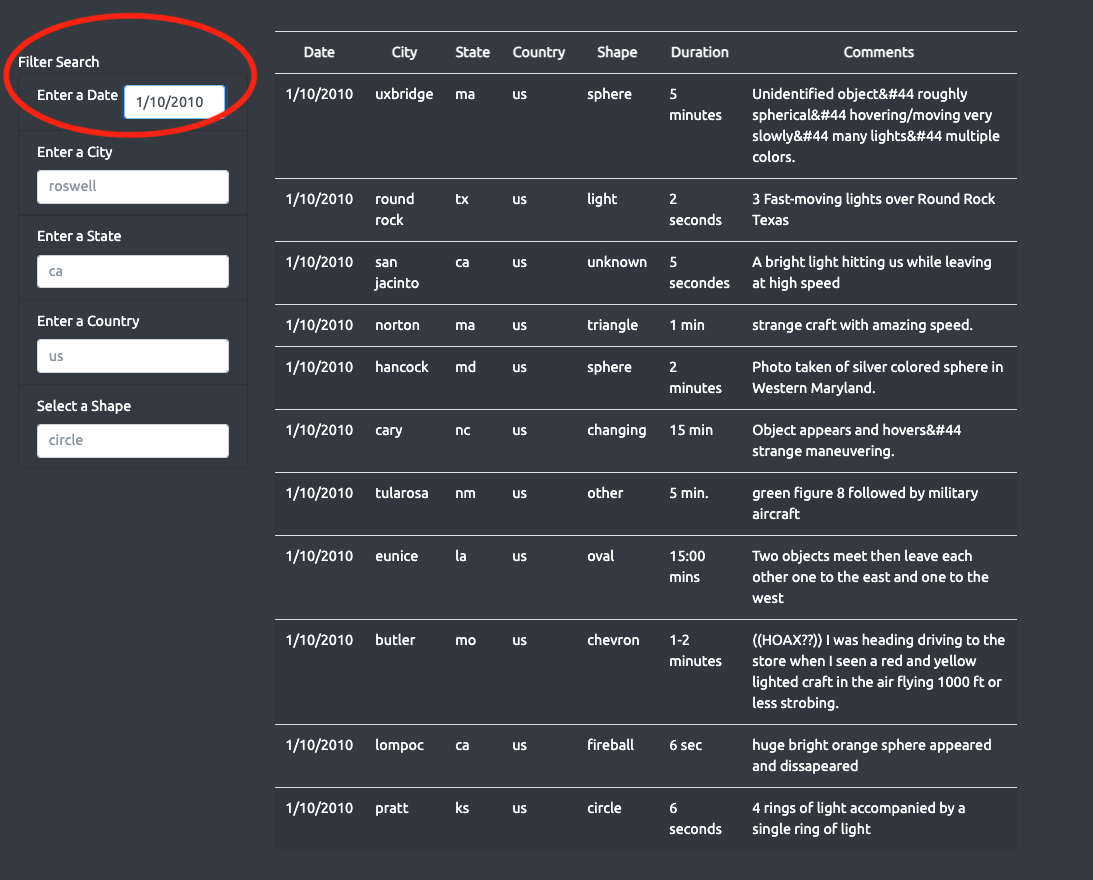 Filter Search
Enter a Date 1/10/2010
Enter a City
roswell
Enter a State
ca
Enter a Country
us
Select a Shape
circle
Date City State Country Shape Duration Comments
1/10/2010 uxbridge ma us sphere 5 Unidentified object&#44 roughly
minutes spherical&#44 hovering/moving very
slowly&#44 many lights&#44 multiple
colors.
1/10/2010 round tx us light 2 3 Fast-moving lights over Round Rock
rock seconds Texas
1/10/2010 san ca us unknown 5 A bright light hitting us while leaving
jacinto secondes at high speed
1/10/2010 norton ma us triangle 1 min strange craft with amazing speed.
1/10/2010 hancock md us sphere 2 Photo taken of silver colored sphere in
minutes Western Maryland.
1/10/2010 cary nc us changing 15 min Object appears and hovers&#44
strange maneuvering.
1/10/2010 tularosa nm us other 5 min. green figure 8 followed by military
aircraft
1/10/2010 eunice la us oval 15:00 Two objects meet then leave each
mins other one to the east and one to the
west
1/10/2010 butler mo us chevron 1-2 ((HOAX??)) I was heading driving to the
minutes store when I seen a red and yellow
lighted craft in the air flying 1000 ft or
less strobing.
1/10/2010 lompoc ca us fireball 6 sec huge bright orange sphere appeared
and dissapeared
1/10/2010 pratt ks us circle 6 4 rings of light accompanied by a
seconds single ring of light